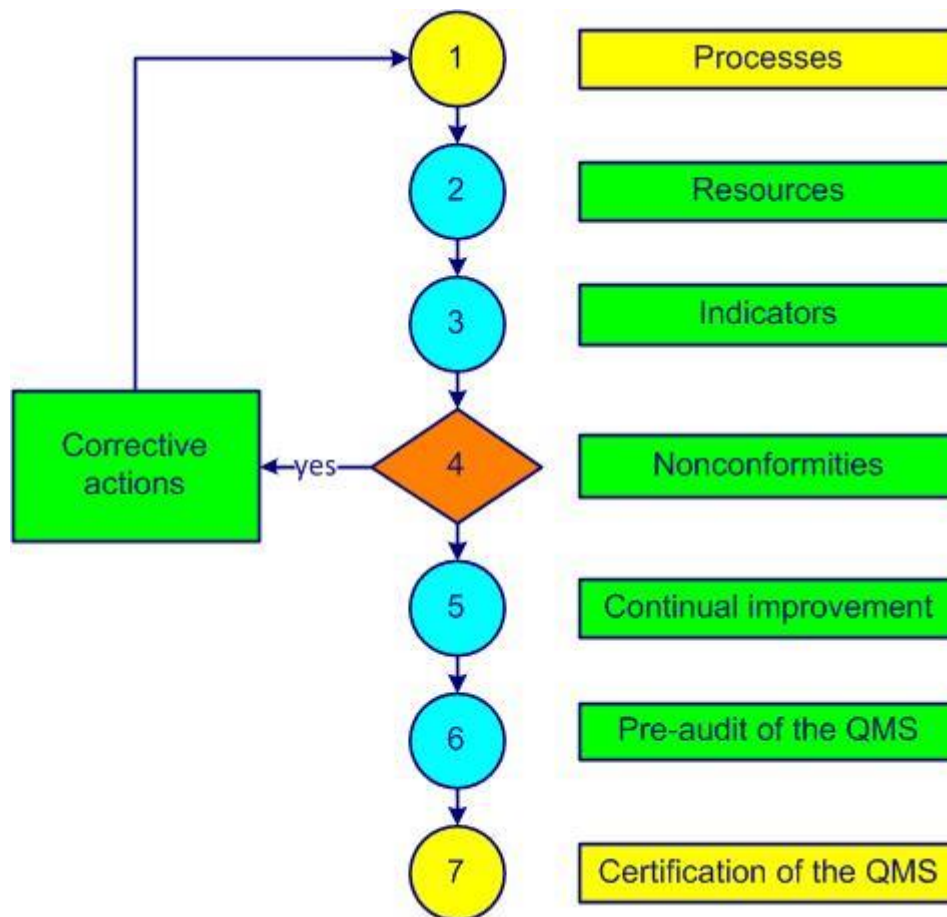 1
Processes
2
Resources
3
Indicators
Corrective
actions
yes
4
Nonconformities
5
Continual improvement
6
Pre-audit of the QMS
7
Certification of the QMS